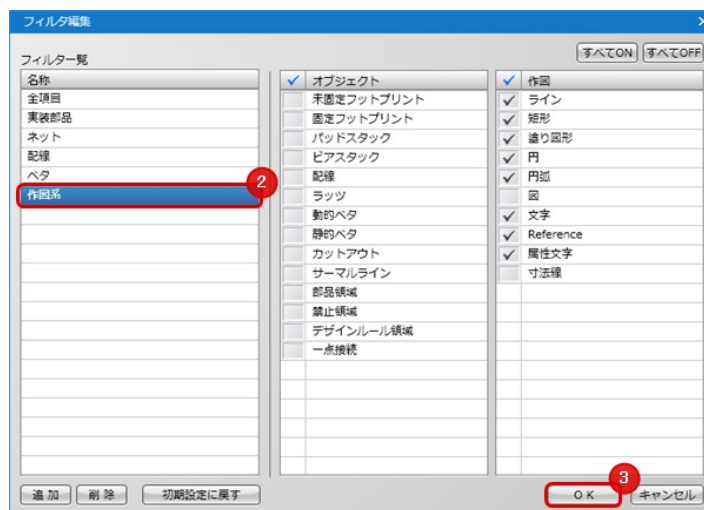 フィルタ編集
フィルター覧
すべてON すべてOFF
名称
全項目
実装部品
ネット
配線
ベタ
作図系
2
オブジェクト
未固定フットプリント
固定フットプリント
パッドスタック
ビアスタック
配線
ラッツ
動的ベタ
静的ベタ
カットアウト
サーマルライン
部品領域
禁止領域
デザインルール領域
一点接続
作図
ライン
矩形
塗り図形
円
円弧
図
文字
Reference
属性文字
寸法線
追加 削除 初期設定に戻す
3
OK キャンセル